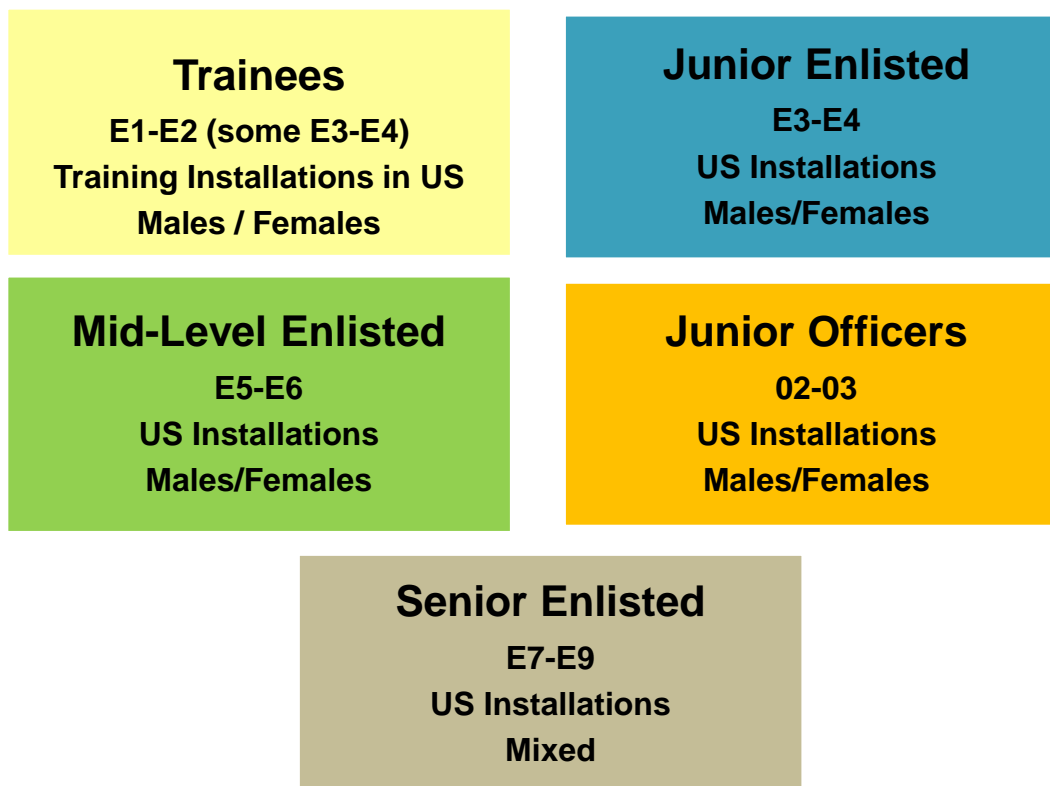 Trainees
E1-E2 (some E3-E4)
Training Installations in US
Males / Females
Junior Enlisted
E3-E4
US Installations
Males/Females
Mid-Level Enlisted
E5-E6
US Installations
Males/Females
Junior Officers
02-03
US Installations
Males/Females
Senior Enlisted
E7-E9
US Installations
Mixed